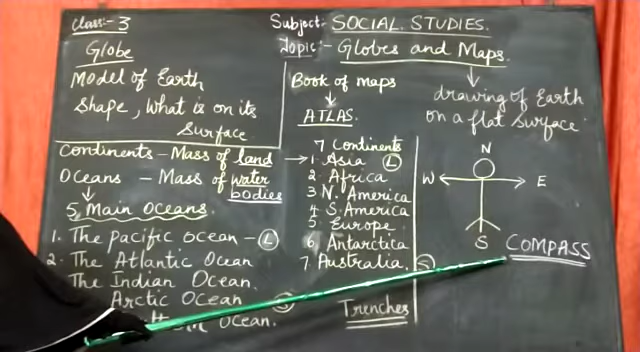 Class:- 3
Subject:- SOCIAL STUDIES.
Topic:- Globes and Maps.
Globe
Model of Earth
Shape, What is on its
Surface.
Book of maps
ATLAS.
drawing of Earth
on a flat surface
Continents - Mass of land
Oceans - Mass of water
bodies
5 Main Oceans.
1. The Pacific Ocean - L
2. The Atlantic Ocean
The Indian Ocean.
Arctic Ocean S
Ocean.
7 Continents
1. Asia L
2. Africa
3 N. America
4 S. America
5 Europe
6. Antarctica
7. Australia. S
Trenches
N
W E
S
COMPASS